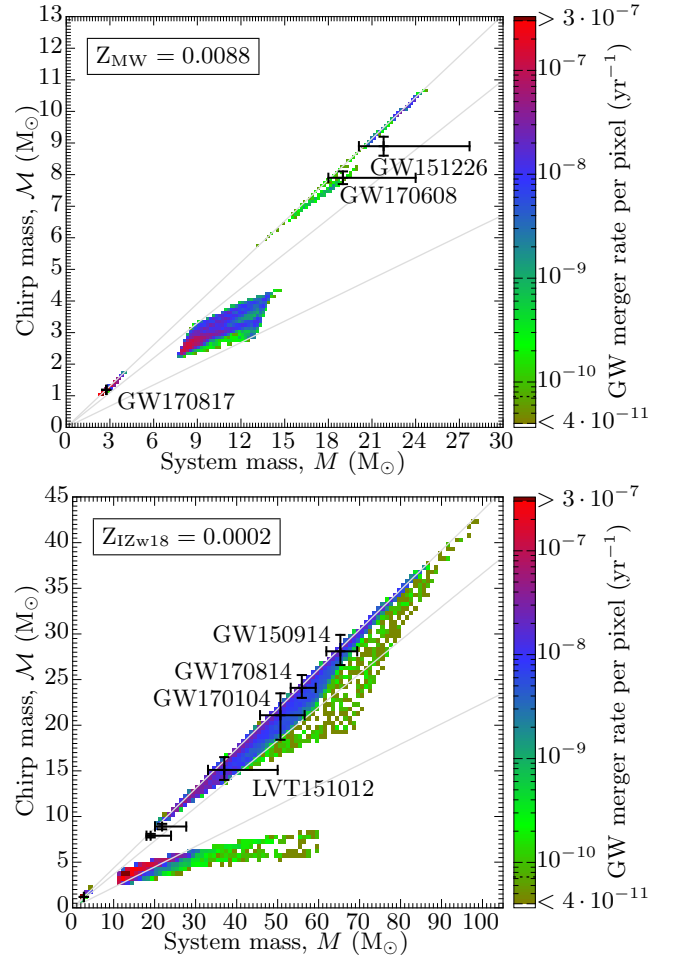 13
12
11
10
9
8
7
6
5
4
3
2
1
0
Chirp mass, ℳ (M⊙)
Z_MW = 0.0088
GW151226
GW170608
GW170817
0 3 6 9 12 15 18 21 24 27 30
System mass, M (M⊙)
> 3·10⁻⁷
10⁻⁷
10⁻⁸
10⁻⁹
10⁻¹⁰
< 4·10⁻¹¹
GW merger rate per pixel (yr⁻¹)
45
40
35
30
25
20
15
10
5
0
Chirp mass, ℳ (M⊙)
Z_IZw18 = 0.0002
GW150914
GW170814
GW170104
LVT151012
0 10 20 30 40 50 60 70 80 90 100
System mass, M (M⊙)
> 3·10⁻⁷
10⁻⁷
10⁻⁸
10⁻⁹
10⁻¹⁰
< 4·10⁻¹¹
GW merger rate per pixel (yr⁻¹)